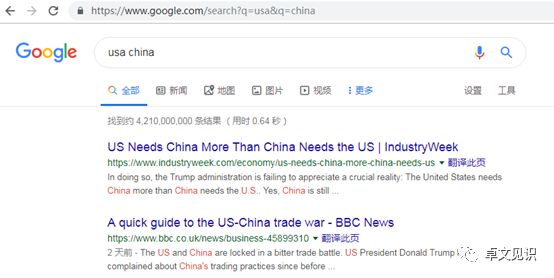 https://www.google.com/search?q=usa&q=china
Google
usa china
全部 新闻 地图 图片 视频 更多 设置 工具
找到约 4,210,000,000 条结果 （用时 0.64 秒）
US Needs China More Than China Needs the US | IndustryWeek
https://www.industryweek.com/economy/us-needs-china-more-china-needs-us 翻译此页
In doing so, the Trump administration is failing to appreciate a crucial reality: The United States needs
China more than China needs the U.S.. Yes, China is still ...
A quick guide to the US-China trade war - BBC News
https://www.bbc.co.uk/news/business-45899310 翻译此页
2 天前 - The US and China are locked in a bitter trade battle. US President Donald Trump
complained about China's trading practices since before ...
卓文见识